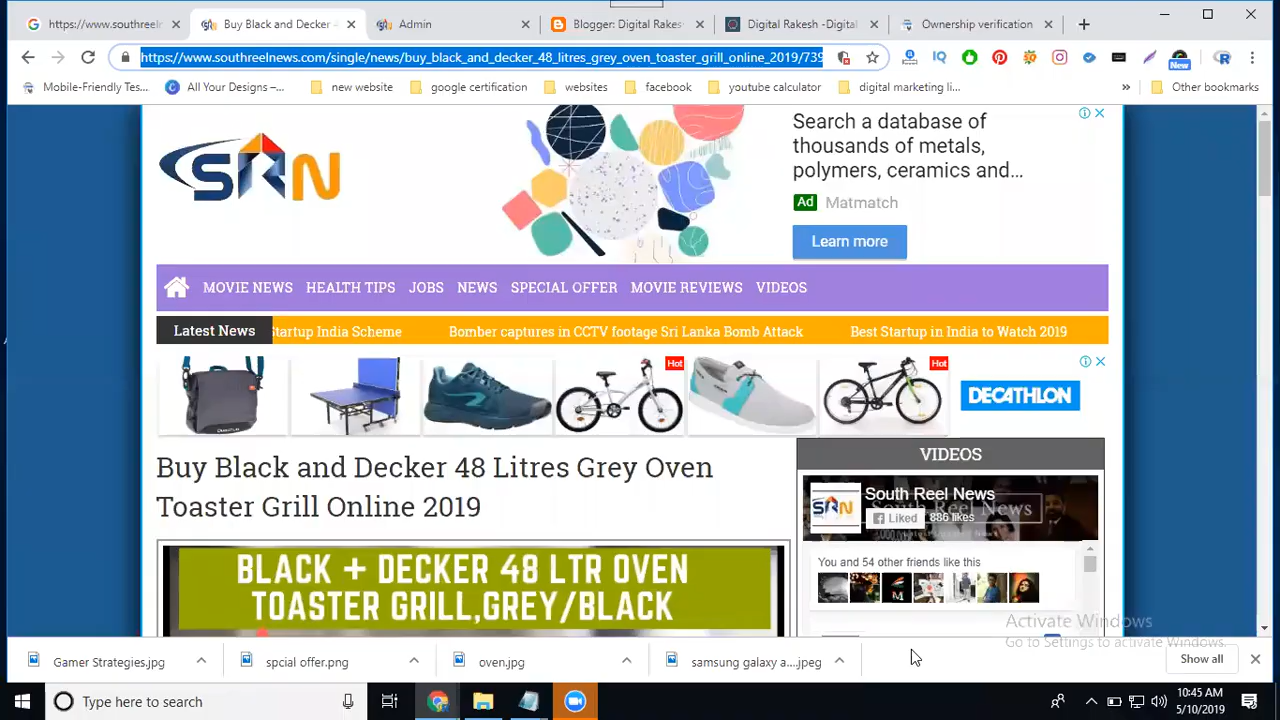 https://www.southreeln
Buy Black and Decker 4
Admin
Blogger: Digital Rakes
Digital Rakesh -Digital
Ownership verification
https://www.southreelnews.com/single/news/buy_black_and_decker_48_litres_grey_oven_toaster_grill_online_2019/739
New
Mobile-Friendly Tes...
All Your Designs –...
new website
google certification
websites
facebook
youtube calculator
digital marketing li...
»
Other bookmarks
SRN
Search a database of
thousands of metals,
polymers, ceramics and...
Ad Matmatch
Learn more
MOVIE NEWS HEALTH TIPS JOBS NEWS SPECIAL OFFER MOVIE REVIEWS VIDEOS
Latest News
Startup India Scheme
Bomber captures in CCTV footage Sri Lanka Bomb Attack
Best Startup in India to Watch 2019
Hot
Hot
DECATHLON
Buy Black and Decker 48 Litres Grey Oven
Toaster Grill Online 2019
VIDEOS
SRN
South Reel News
Liked
886 likes
You and 54 other friends like this
BLACK + DECKER 48 LTR OVEN
TOASTER GRILL,GREY/BLACK
Activate Windows
Go to Settings to activate Windows.
Gamer Strategies.jpg
spcial offer.png
oven.jpg
samsung galaxy a....jpeg
Show all
Type here to search
10:45 AM
5/10/2019